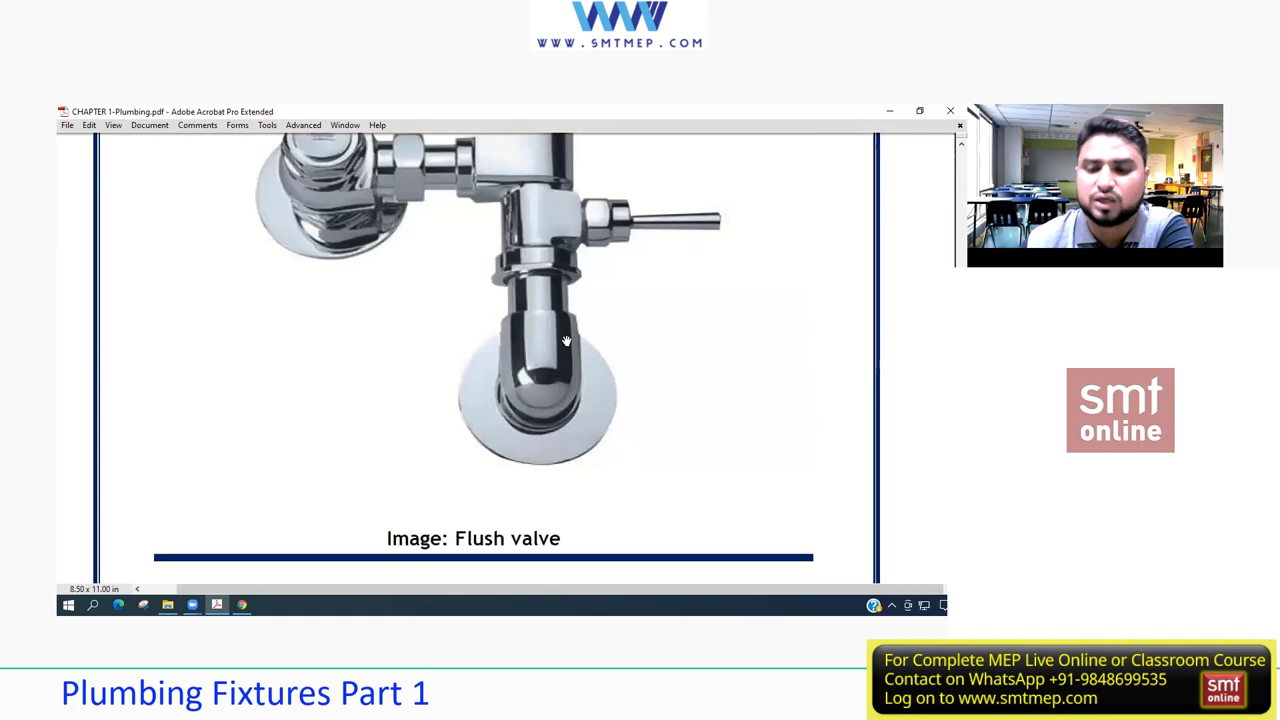 WWW.SMTMEP.COM
CHAPTER 1-Plumbing.pdf - Adobe Acrobat Pro Extended
File Edit View Document Comments Forms Tools Advanced Window Help
smt
online
Image: Flush valve
8.50 x 11.00 in
Plumbing Fixtures Part 1
For Complete MEP Live Online or Classroom Course
Contact on WhatsApp +91-9848699535
Log on to www.smtmep.com
smt
online